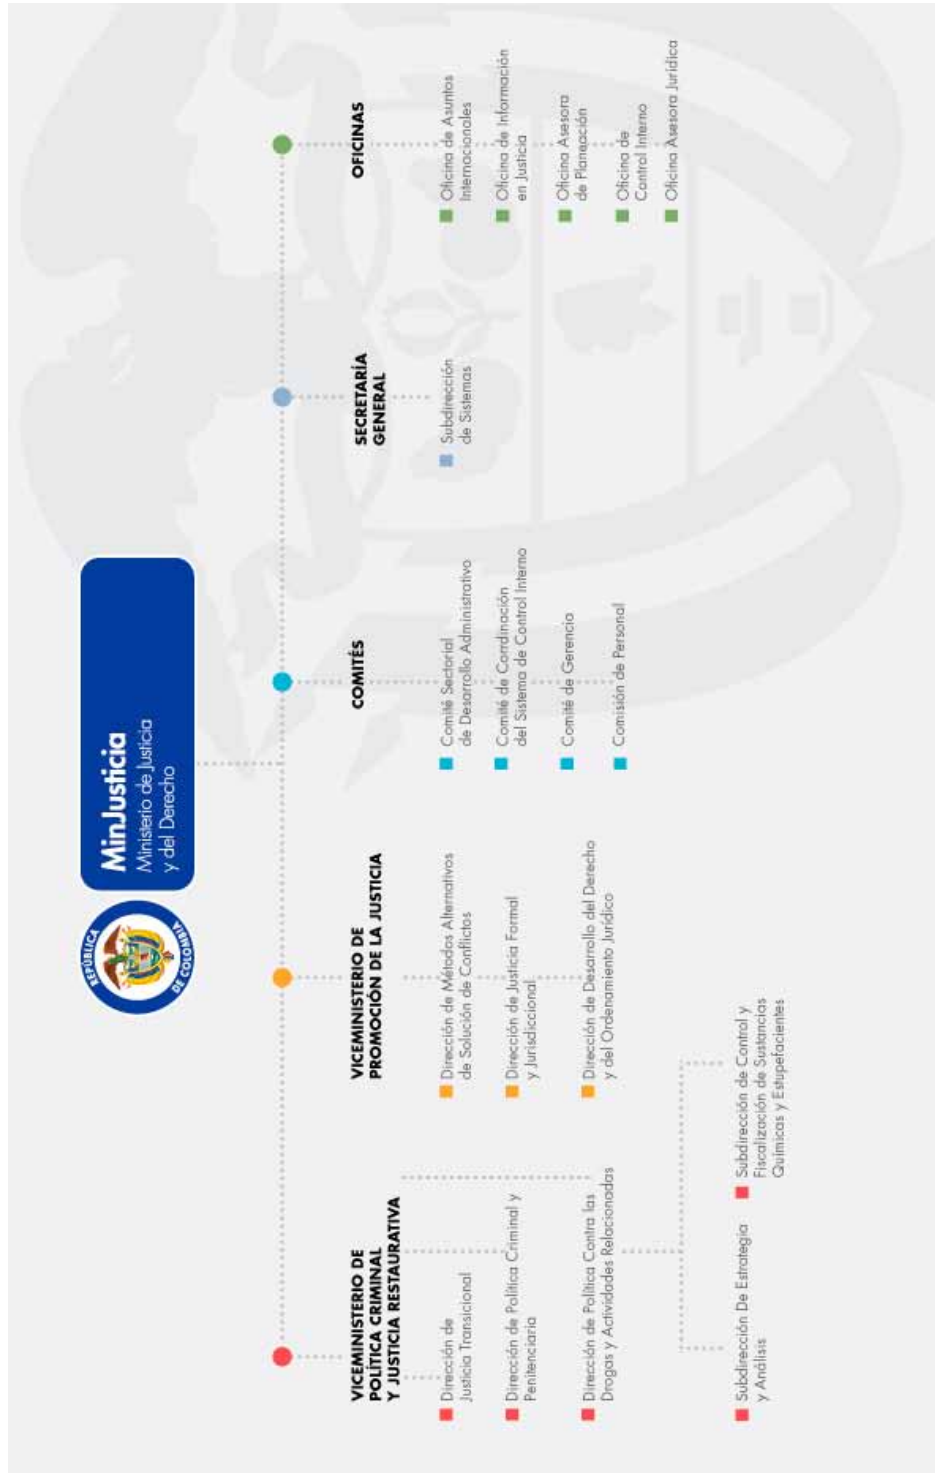 REPÚBLICA
DE COLOMBIA
MinJusticia
Ministerio de Justicia
y del Derecho
VICEMINISTERIO DE
POLÍTICA CRIMINAL
Y JUSTICIA RESTAURATIVA
Dirección de
Justicia Transicional
Dirección de Política Criminal y
Penitenciaria
Dirección de Política Contra las
Drogas y Actividades Relacionadas
Subdirección De Estrategia
y Análisis
Subdirección de Control y
Fiscalización de Sustancias
Químicas y Estupefacientes
VICEMINISTERIO DE
PROMOCIÓN DE LA JUSTICIA
Dirección de Métodos Alternativos
de Solución de Conflictos
Dirección de Justicia Formal
y Jurisdiccional
Dirección de Desarrollo del Derecho
y del Ordenamiento Jurídico
COMITÉS
Comité Sectorial
de Desarrollo Administrativo
Comité de Corrdinación
del Sistema de Control Interno
Comité de Gerencia
Comisión de Personal
SECRETARÍA
GENERAL
Subdirección
de Sistemas
OFICINAS
Oficina de Asuntos
Internacionales
Oficina de Información
en Justicia
Oficina Asesora
de Planeación
Oficina de
Control Interno
Oficina Asesora Jurídica